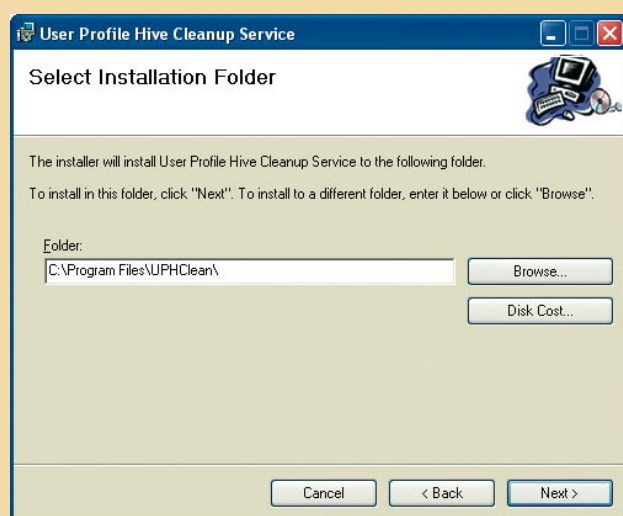 User Profile Hive Cleanup Service
Select Installation Folder
The installer will install User Profile Hive Cleanup Service to the following folder.
To install in this folder, click "Next". To install to a different folder, enter it below or click "Browse".
Folder:
C:\Program Files\UPHClean\
Browse...
Disk Cost...
Cancel
< Back
Next >